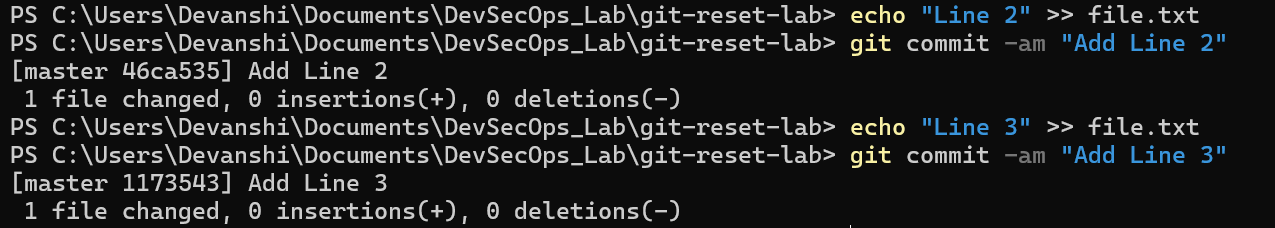 PS C:\Users\Devanshi\Documents\DevSecOps_Lab\git-reset-lab> echo "Line 2" >> file.txt
PS C:\Users\Devanshi\Documents\DevSecOps_Lab\git-reset-lab> git commit -am "Add Line 2"
[master 46ca535] Add Line 2
 1 file changed, 0 insertions(+), 0 deletions(-)
PS C:\Users\Devanshi\Documents\DevSecOps_Lab\git-reset-lab> echo "Line 3" >> file.txt
PS C:\Users\Devanshi\Documents\DevSecOps_Lab\git-reset-lab> git commit -am "Add Line 3"
[master 1173543] Add Line 3
 1 file changed, 0 insertions(+), 0 deletions(-)